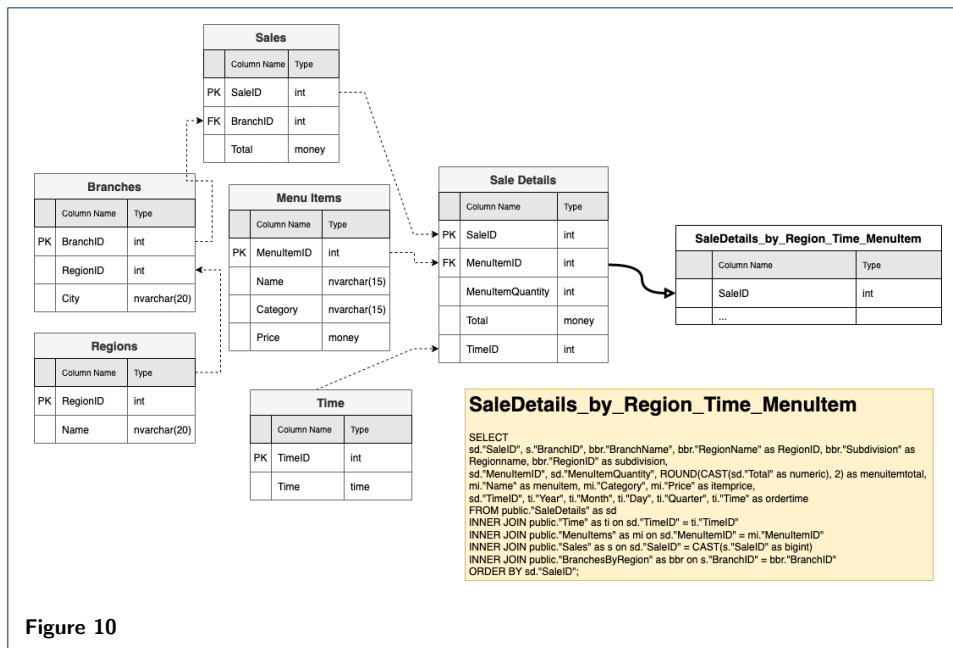 Sales
Column Name Type
PK SaleID int
FK BranchID int
Total money
Branches
Column Name Type
PK BranchID int
RegionID int
City nvarchar(20)
Menu Items
Column Name Type
PK MenuItemID int
Name nvarchar(15)
Category nvarchar(15)
Price money
Sale Details
Column Name Type
PK SaleID int
FK MenuItemID int
MenuItemQuantity int
Total money
TimeID int
SaleDetails_by_Region_Time_MenuItem
Column Name Type
SaleID int
...
Regions
Column Name Type
PK RegionID int
Name nvarchar(20)
Time
Column Name Type
PK TimeID int
Time time
SaleDetails_by_Region_Time_MenuItem
SELECT
sd."SaleID", s."BranchID", bbr."BranchName", bbr."RegionName" as RegionID, bbr."Subdivision" as
Regionname, bbr."RegionID" as subdivision,
sd."MenuItemID", sd."MenuItemQuantity", ROUND(CAST(sd."Total" as numeric), 2) as menuitemtotal,
mi."Name" as menuitem, mi."Category", mi."Price" as itemprice,
sd."TimeID", ti."Year", ti."Month", ti."Day", ti."Quarter", ti."Time" as ordertime
FROM public."SaleDetails" as sd
INNER JOIN public."Time" as ti on sd."TimeID" = ti."TimeID"
INNER JOIN public."MenuItems" as mi on sd."MenuItemID" = mi."MenuItemID"
INNER JOIN public."Sales" as s on sd."SaleID" = CAST(s."SaleID" as bigint)
INNER JOIN public."BranchesByRegion" as bbr on s."BranchID" = bbr."BranchID"
ORDER BY sd."SaleID";
Figure 10